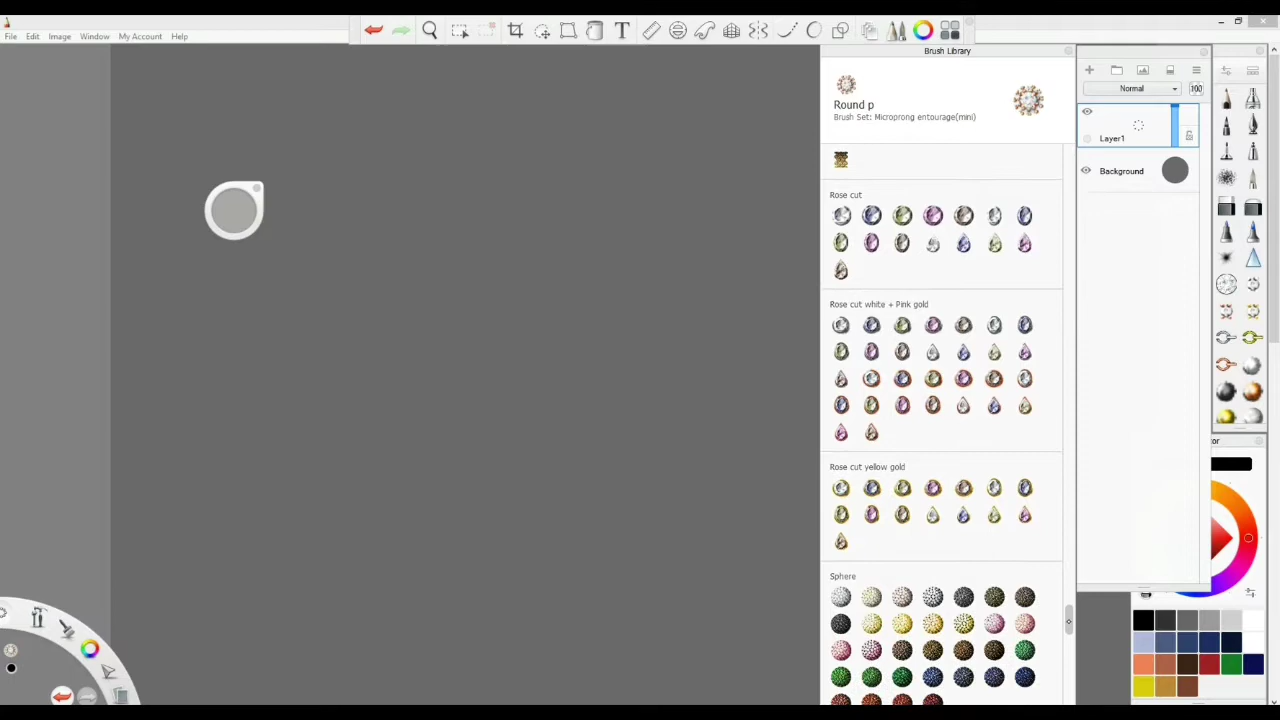 File Edit Image Window My Account Help
T
Brush Library
Round p
Brush Set: Microprong entourage(mini)
Normal
100
Layer1
Background
Rose cut
Rose cut white + Pink gold
Rose cut yellow gold
Sphere